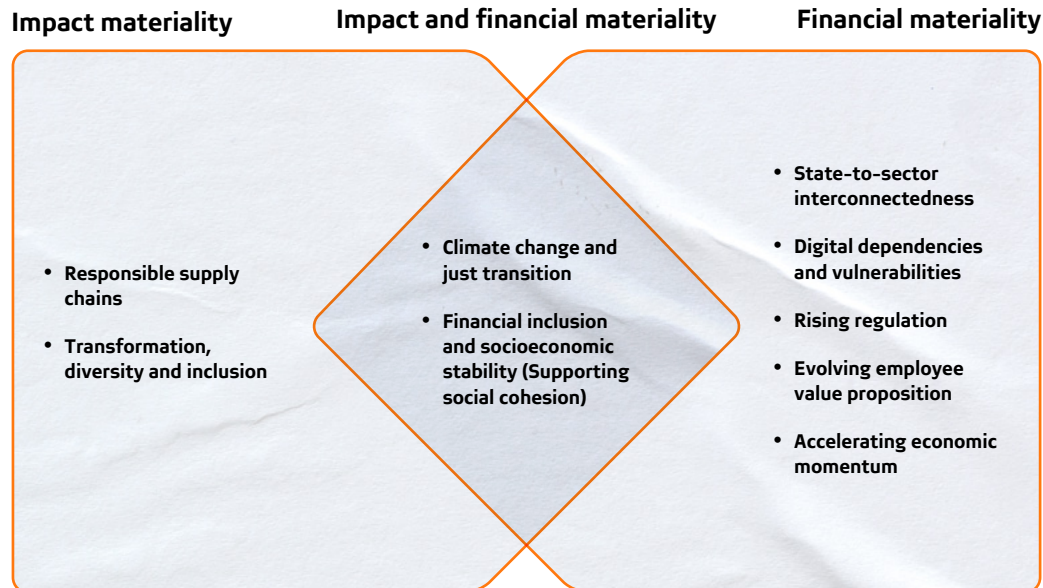 Impact materiality
Impact and financial materiality
Financial materiality
• Responsible supply
chains
• Transformation,
diversity and inclusion
• Climate change and
just transition
• Financial inclusion
and socioeconomic
stability (Supporting
social cohesion)
• State-to-sector
interconnectedness
• Digital dependencies
and vulnerabilities
• Rising regulation
• Evolving employee
value proposition
• Accelerating economic
momentum